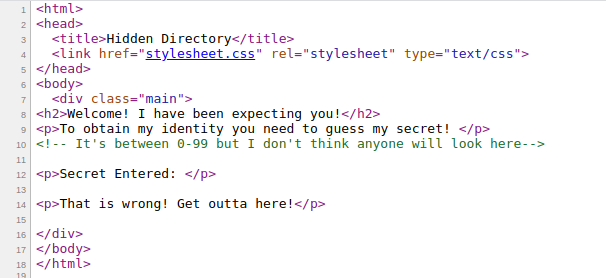 1 <html>
2 <head>
3   <title>Hidden Directory</title>
4   <link href="stylesheet.css" rel="stylesheet" type="text/css">
5 </head>
6 <body>
7   <div class="main">
8 <h2>Welcome! I have been expecting you!</h2>
9 <p>To obtain my identity you need to guess my secret! </p>
10 <!-- It's between 0-99 but I don't think anyone will look here-->
11
12 <p>Secret Entered: </p>
13
14 <p>That is wrong! Get outta here!</p>
15
16 </div>
17 </body>
18 </html>
19